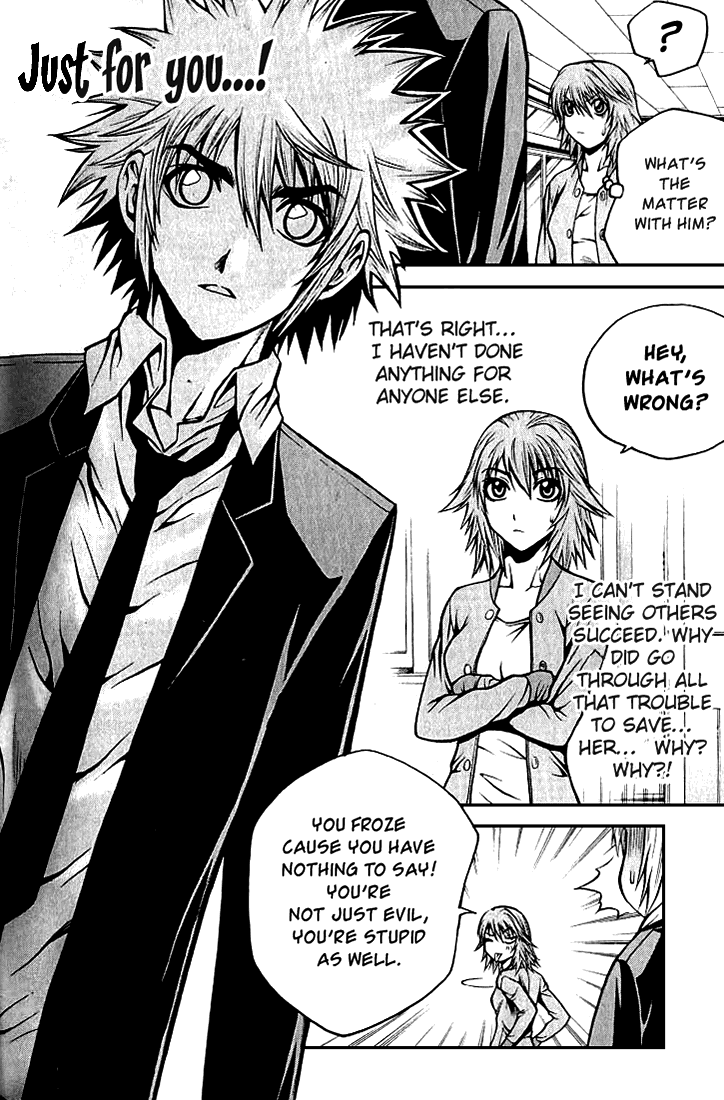 Just for you....!
?
WHAT'S
THE
MATTER
WITH HIM?
THAT'S RIGHT...
I HAVEN'T DONE
ANYTHING FOR
ANYONE ELSE.
HEY,
WHAT'S
WRONG?
I CAN'T STAND
SEEING OTHERS
SUCCEED. WHY
DID GO
THROUGH ALL
THAT TROUBLE
TO SAVE...
HER... WHY?
WHY?!
YOU FROZE
CAUSE YOU HAVE
NOTHING TO SAY!
YOU'RE
NOT JUST EVIL,
YOU'RE STUPID
AS WELL.